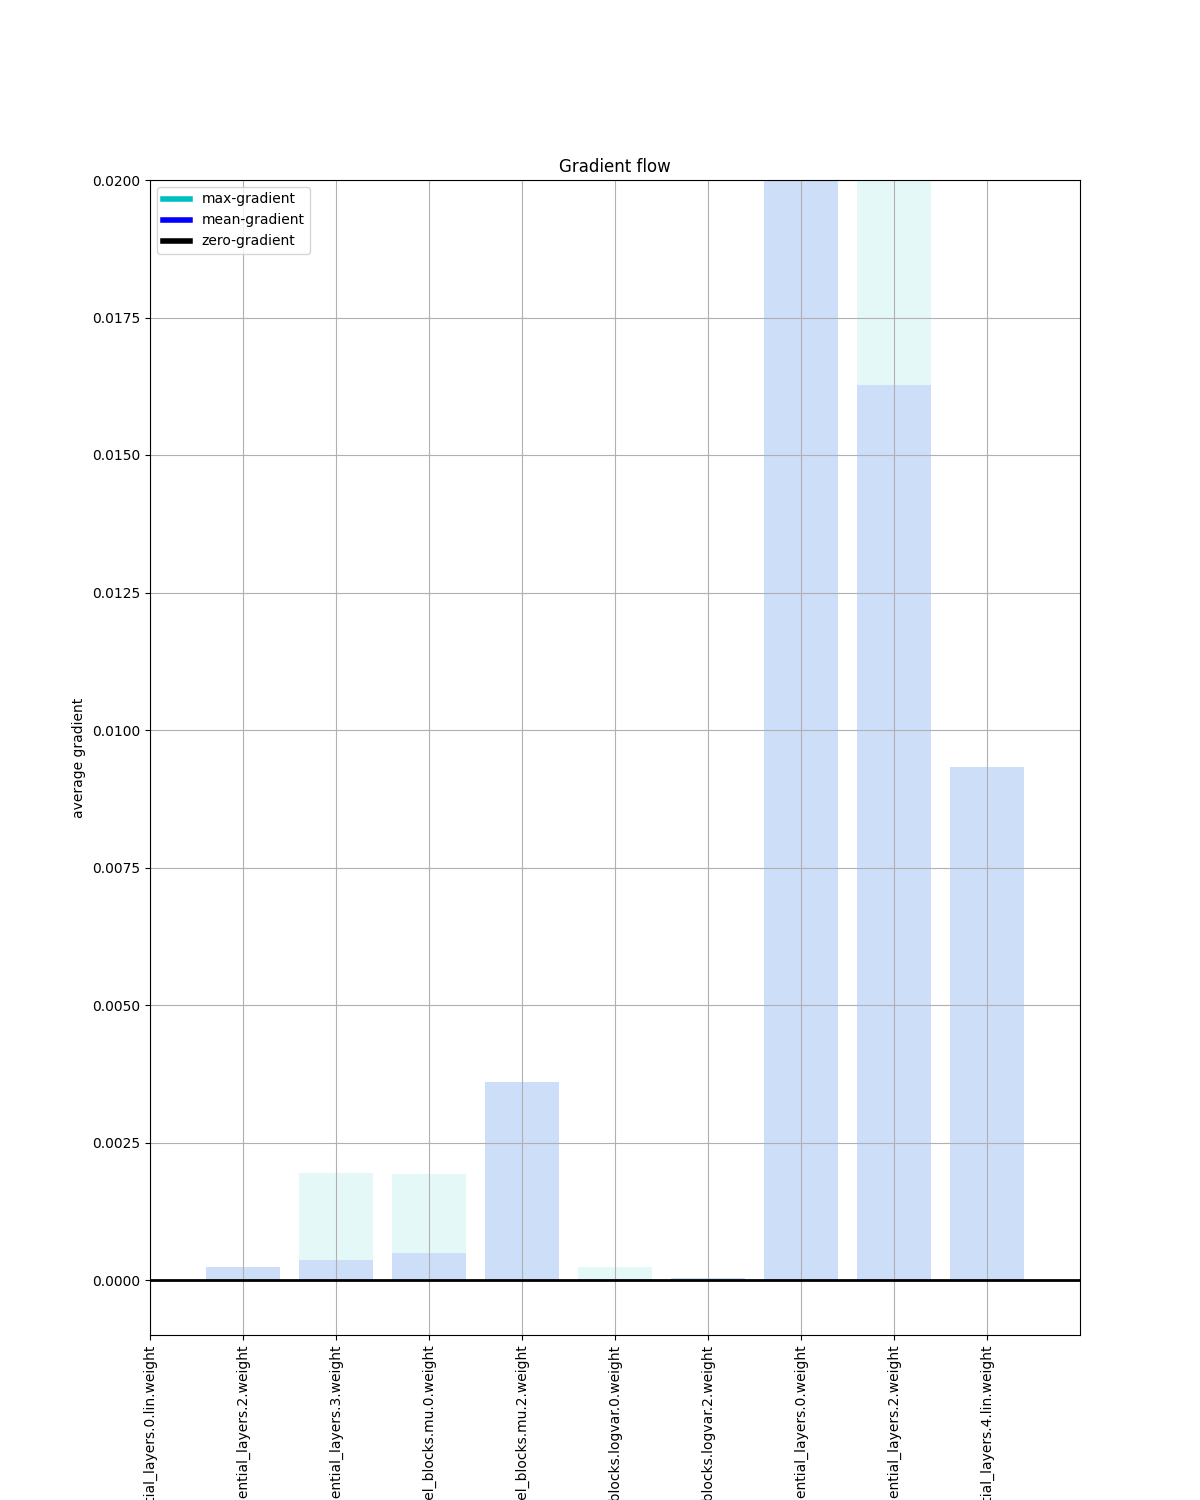 Gradient flow
max-gradient
mean-gradient
zero-gradient
0.0200
0.0175
0.0150
0.0125
0.0100
0.0075
0.0050
0.0025
0.0000
average gradient
tial_layers.0.lin.weight
ential_layers.2.weight
ential_layers.3.weight
el_blocks.mu.0.weight
el_blocks.mu.2.weight
blocks.logvar.0.weight
blocks.logvar.2.weight
ential_layers.0.weight
ential_layers.2.weight
tial_layers.4.lin.weight